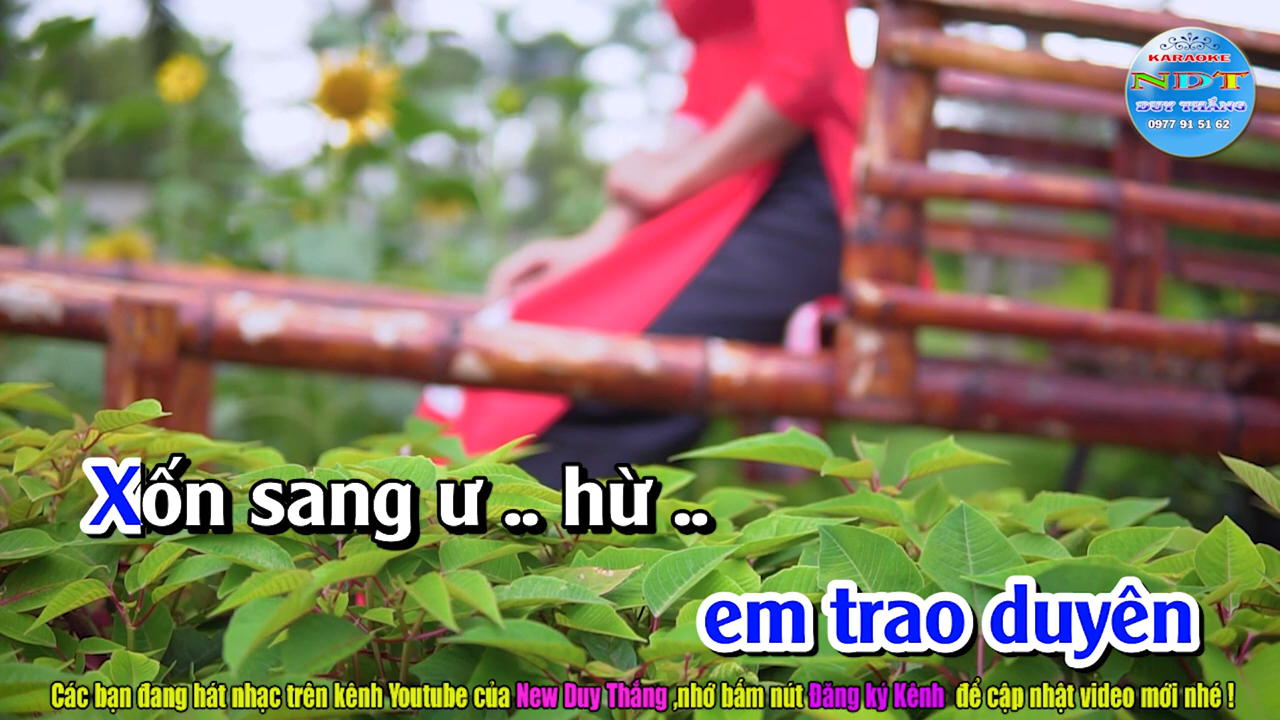 KARAOKE
NDT
DUY THẮNG
0977 91 51 62
Xốn sang ư .. hừ ..
em trao duyên
Các bạn đang hát nhạc trên kênh Youtube của New Duy Thắng ,nhớ bấm nút Đăng ký Kênh để cập nhật video mới nhé !